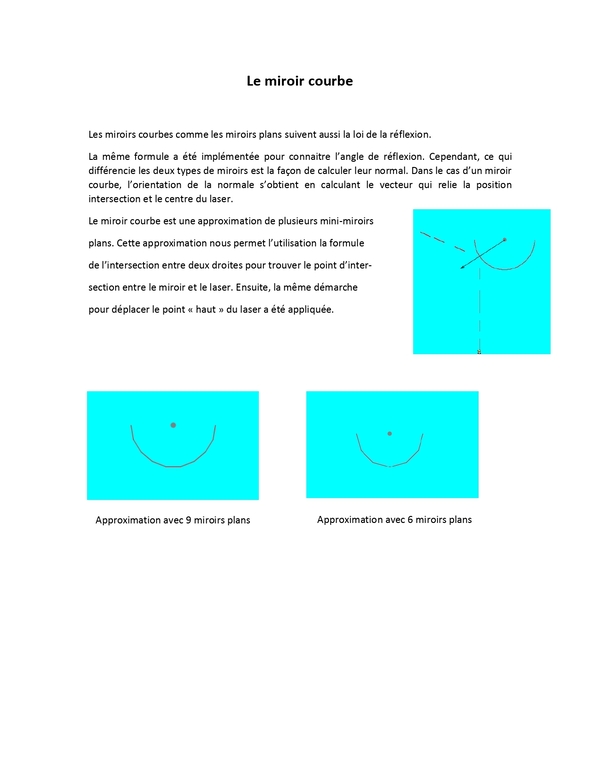 Le miroir courbe
Les miroirs courbes comme les miroirs plans suivent aussi la loi de la réflexion.
La même formule a été implémentée pour connaitre l'angle de réflexion. Cependant, ce qui
différencie les deux types de miroirs est la façon de calculer leur normal. Dans le cas d'un miroir
courbe, l'orientation de la normale s'obtient en calculant le vecteur qui relie la position
intersection et le centre du laser.
Le miroir courbe est une approximation de plusieurs mini-miroirs
plans. Cette approximation nous permet l'utilisation la formule
de l'intersection entre deux droites pour trouver le point d'inter-
section entre le miroir et le laser. Ensuite, la même démarche
pour déplacer le point « haut » du laser a été appliquée.
Approximation avec 9 miroirs plans
Approximation avec 6 miroirs plans